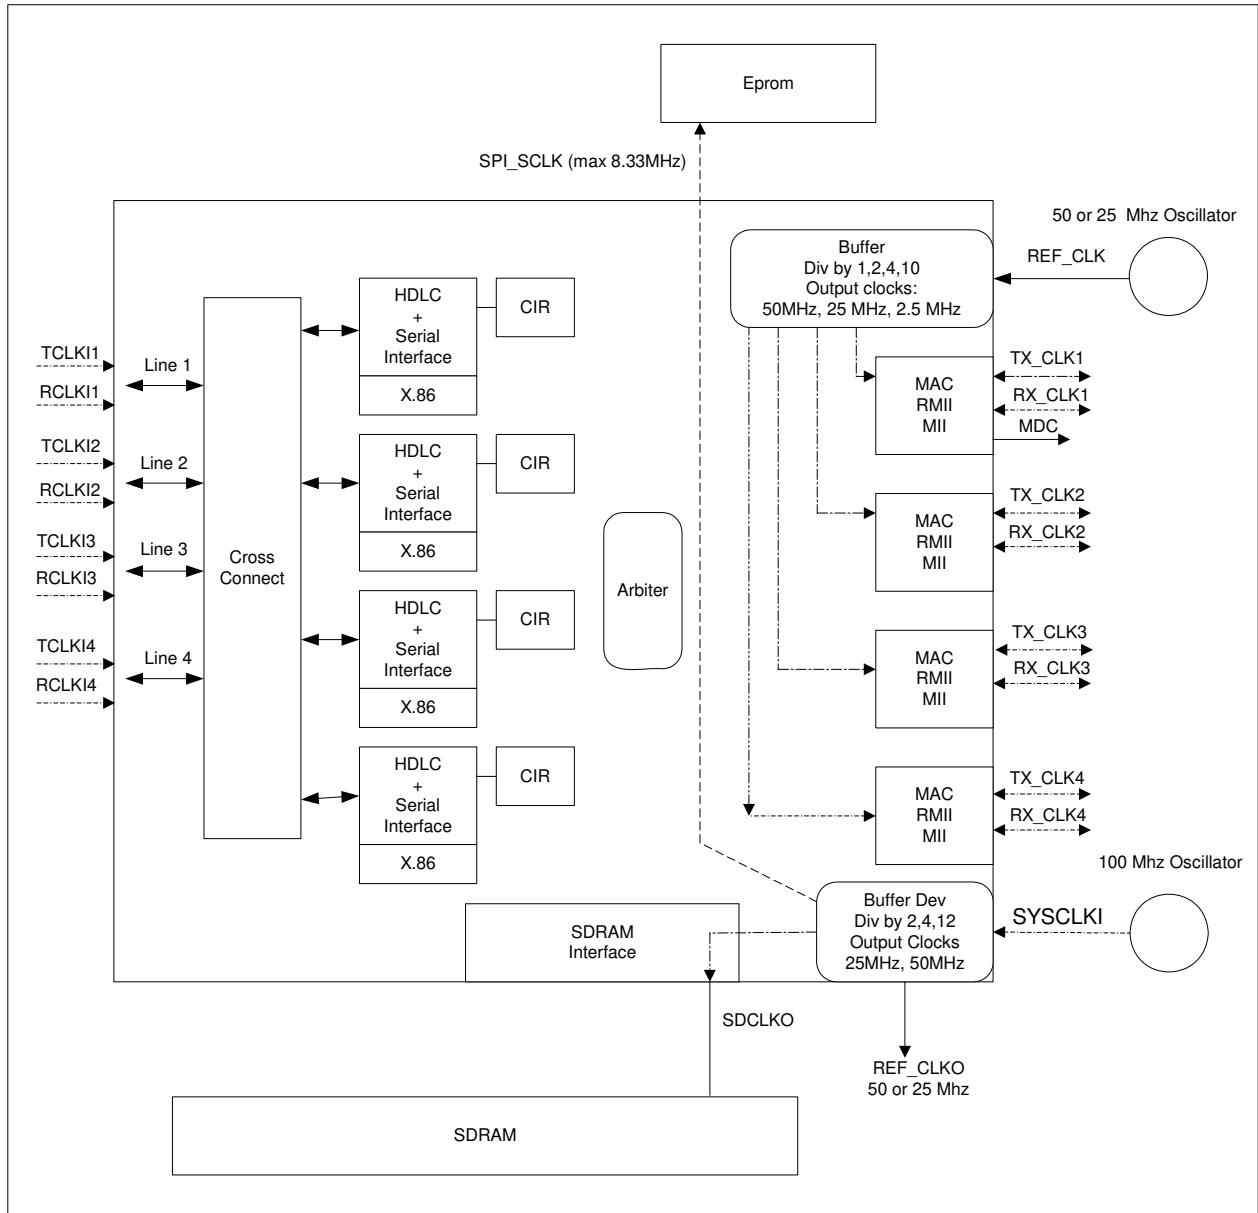 Eprom
SPI_SCLK (max 8.33MHz)
50 or 25 Mhz Oscillator
REF_CLK
Buffer
Div by 1,2,4,10
Output clocks:
50MHz, 25 MHz, 2.5 MHz
TCLKI1
RCLKI1
Line 1
TCLKI2
RCLKI2
Line 2
TCLKI3
RCLKI3
Line 3
TCLKI4
RCLKI4
Line 4
Cross
Connect
HDLC
+
Serial
Interface
X.86
CIR
HDLC
+
Serial
Interface
X.86
CIR
HDLC
+
Serial
Interface
X.86
CIR
HDLC
+
Serial
Interface
X.86
CIR
Arbiter
MAC
RMII
MII
TX_CLK1
RX_CLK1
MDC
MAC
RMII
MII
TX_CLK2
RX_CLK2
MAC
RMII
MII
TX_CLK3
RX_CLK3
MAC
RMII
MII
TX_CLK4
RX_CLK4
100 Mhz Oscillator
SYSCLKI
Buffer Dev
Div by 2,4,12
Output Clocks
25MHz, 50MHz
SDRAM
Interface
SDCLKO
REF_CLKO
50 or 25 Mhz
SDRAM